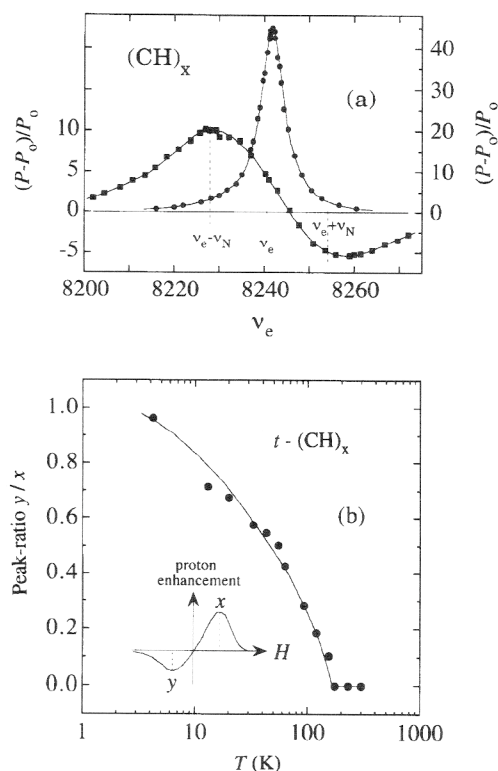 (CH)x
(a)
(P-Po)/Po
10
5
0
-5
40
30
20
10
0
(P-Po)/Po
νe-νN
νe
νe+νN
8200
8220
8240
8260
νe
1.0
0.8
0.6
0.4
0.2
0.0
Peak-ratio y / x
t - (CH)x
(b)
proton
enhancement
x
H
y
1
10
100
1000
T (K)